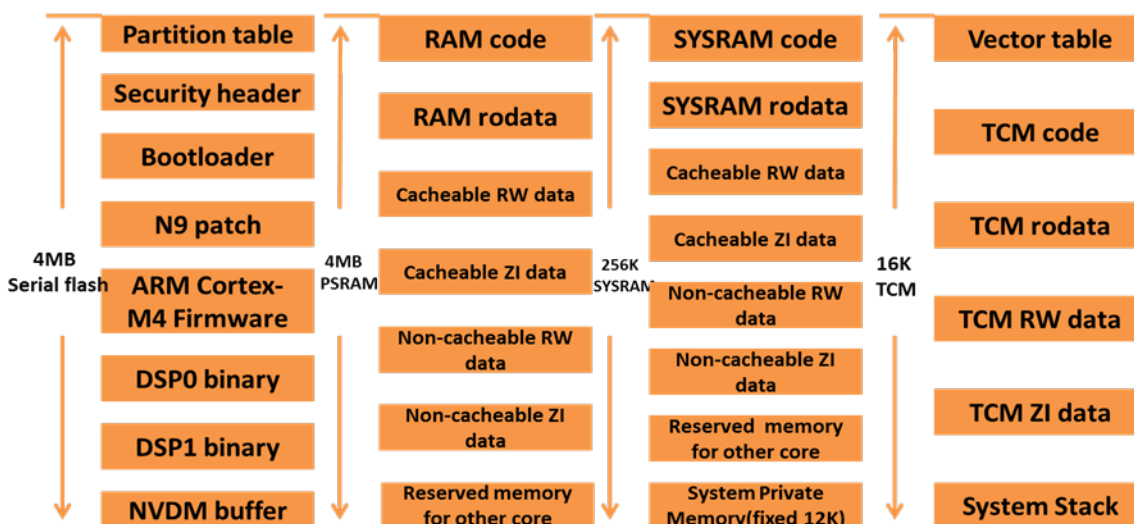 Partition table
Security header
Bootloader
N9 patch
4MB
Serial flash
ARM Cortex-
M4 Firmware
DSP0 binary
DSP1 binary
NVDM buffer
RAM code
RAM rodata
Cacheable RW data
4MB
PSRAM
Cacheable ZI data
Non-cacheable RW
data
Non-cacheable ZI
data
Reserved memory
for other core
SYSRAM code
SYSRAM rodata
Cacheable RW data
Cacheable ZI data
256K
SYSRAM
Non-cacheable RW
data
Non-cacheable ZI
data
Reserved memory
for other core
System Private
Memory(fixed 12K)
Vector table
TCM code
TCM rodata
16K
TCM
TCM RW data
TCM ZI data
System Stack